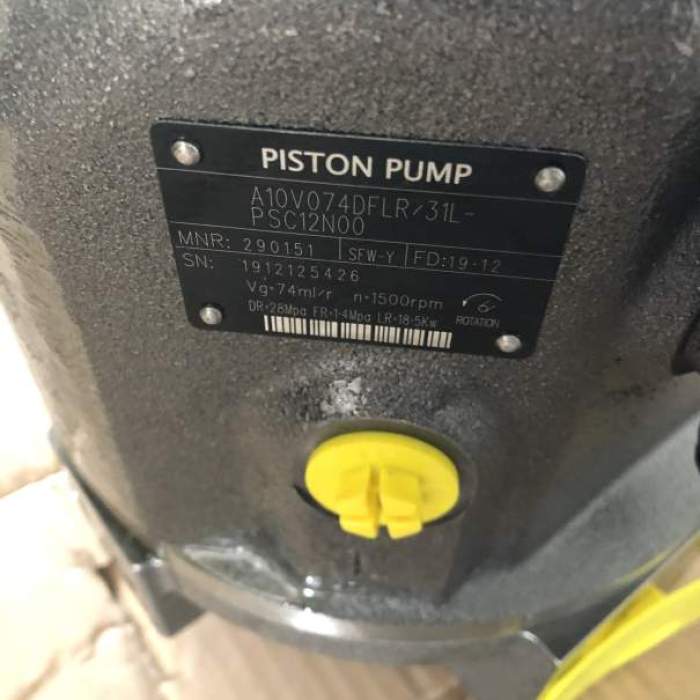 PISTON PUMP
A10VO74DFLR/31L-
PSC12N00
MNR: 290151 SFW-Y FD:19-12
SN: 1912125426
Vg=74ml/r n=1500rpm
DR=28Mpa FR=1.4Mpa LR=18.5Kw ROTATION